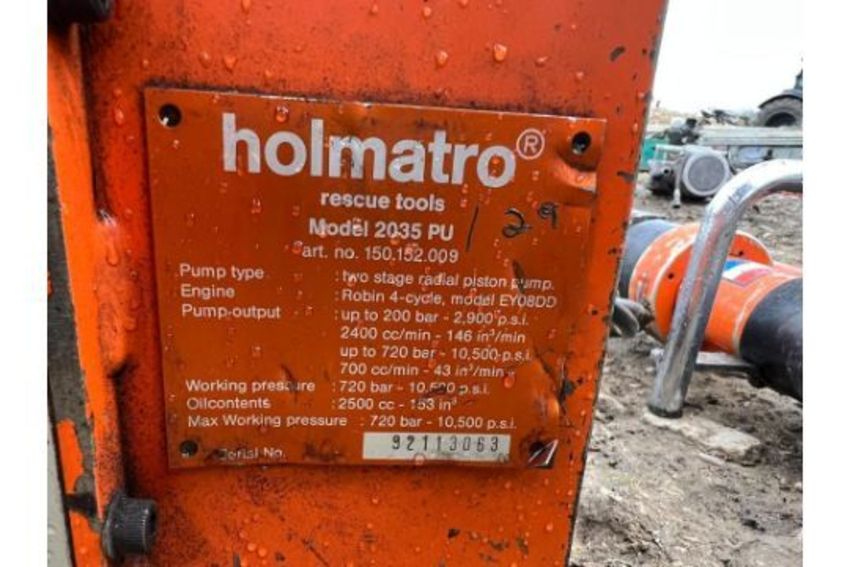 holmatro®
rescue tools
Model 2035 PU 129
art. no. 150.152.009
Pump type : two stage radial piston pump.
Engine : Robin 4-cycle, model EY08DD
Pump-output : up to 200 bar - 2,900 p.s.i.
2400 cc/min - 146 in³/min
up to 720 bar - 10,500 p.s.i.
700 cc/min - 43 in³/min
Working pressure : 720 bar - 10,500 p.s.i.
Oilcontents : 2500 cc - 153 in³
Max Working pressure : 720 bar - 10,500 p.s.i.
Serial No. 92113063